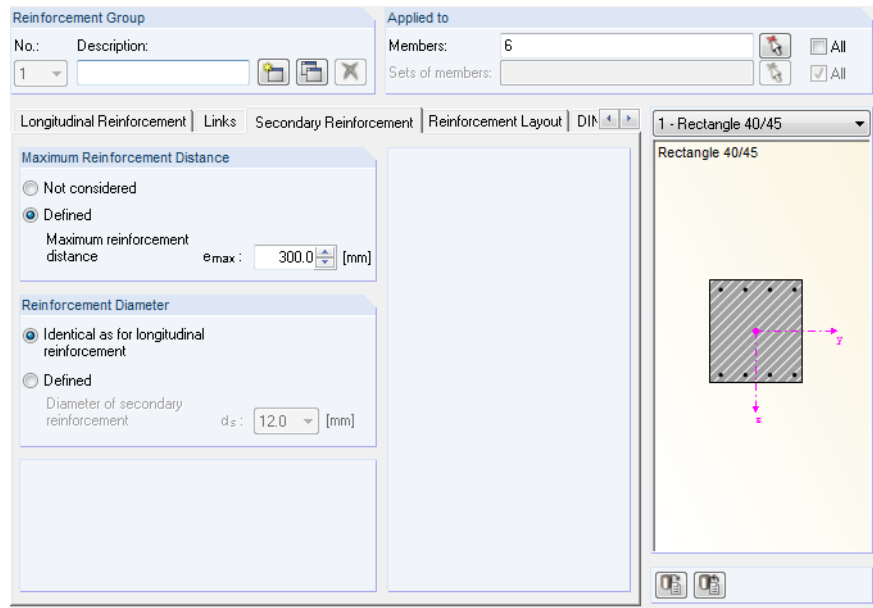 Reinforcement Group
No.: Description:
1
Applied to
Members: 6 All
Sets of members: All
Longitudinal Reinforcement Links Secondary Reinforcement Reinforcement Layout DIN
Maximum Reinforcement Distance
Not considered
Defined
Maximum reinforcement
distance emax : 300.0 [mm]
Reinforcement Diameter
Identical as for longitudinal
reinforcement
Defined
Diameter of secondary
reinforcement ds : 12.0 [mm]
1 - Rectangle 40/45
Rectangle 40/45
y
z